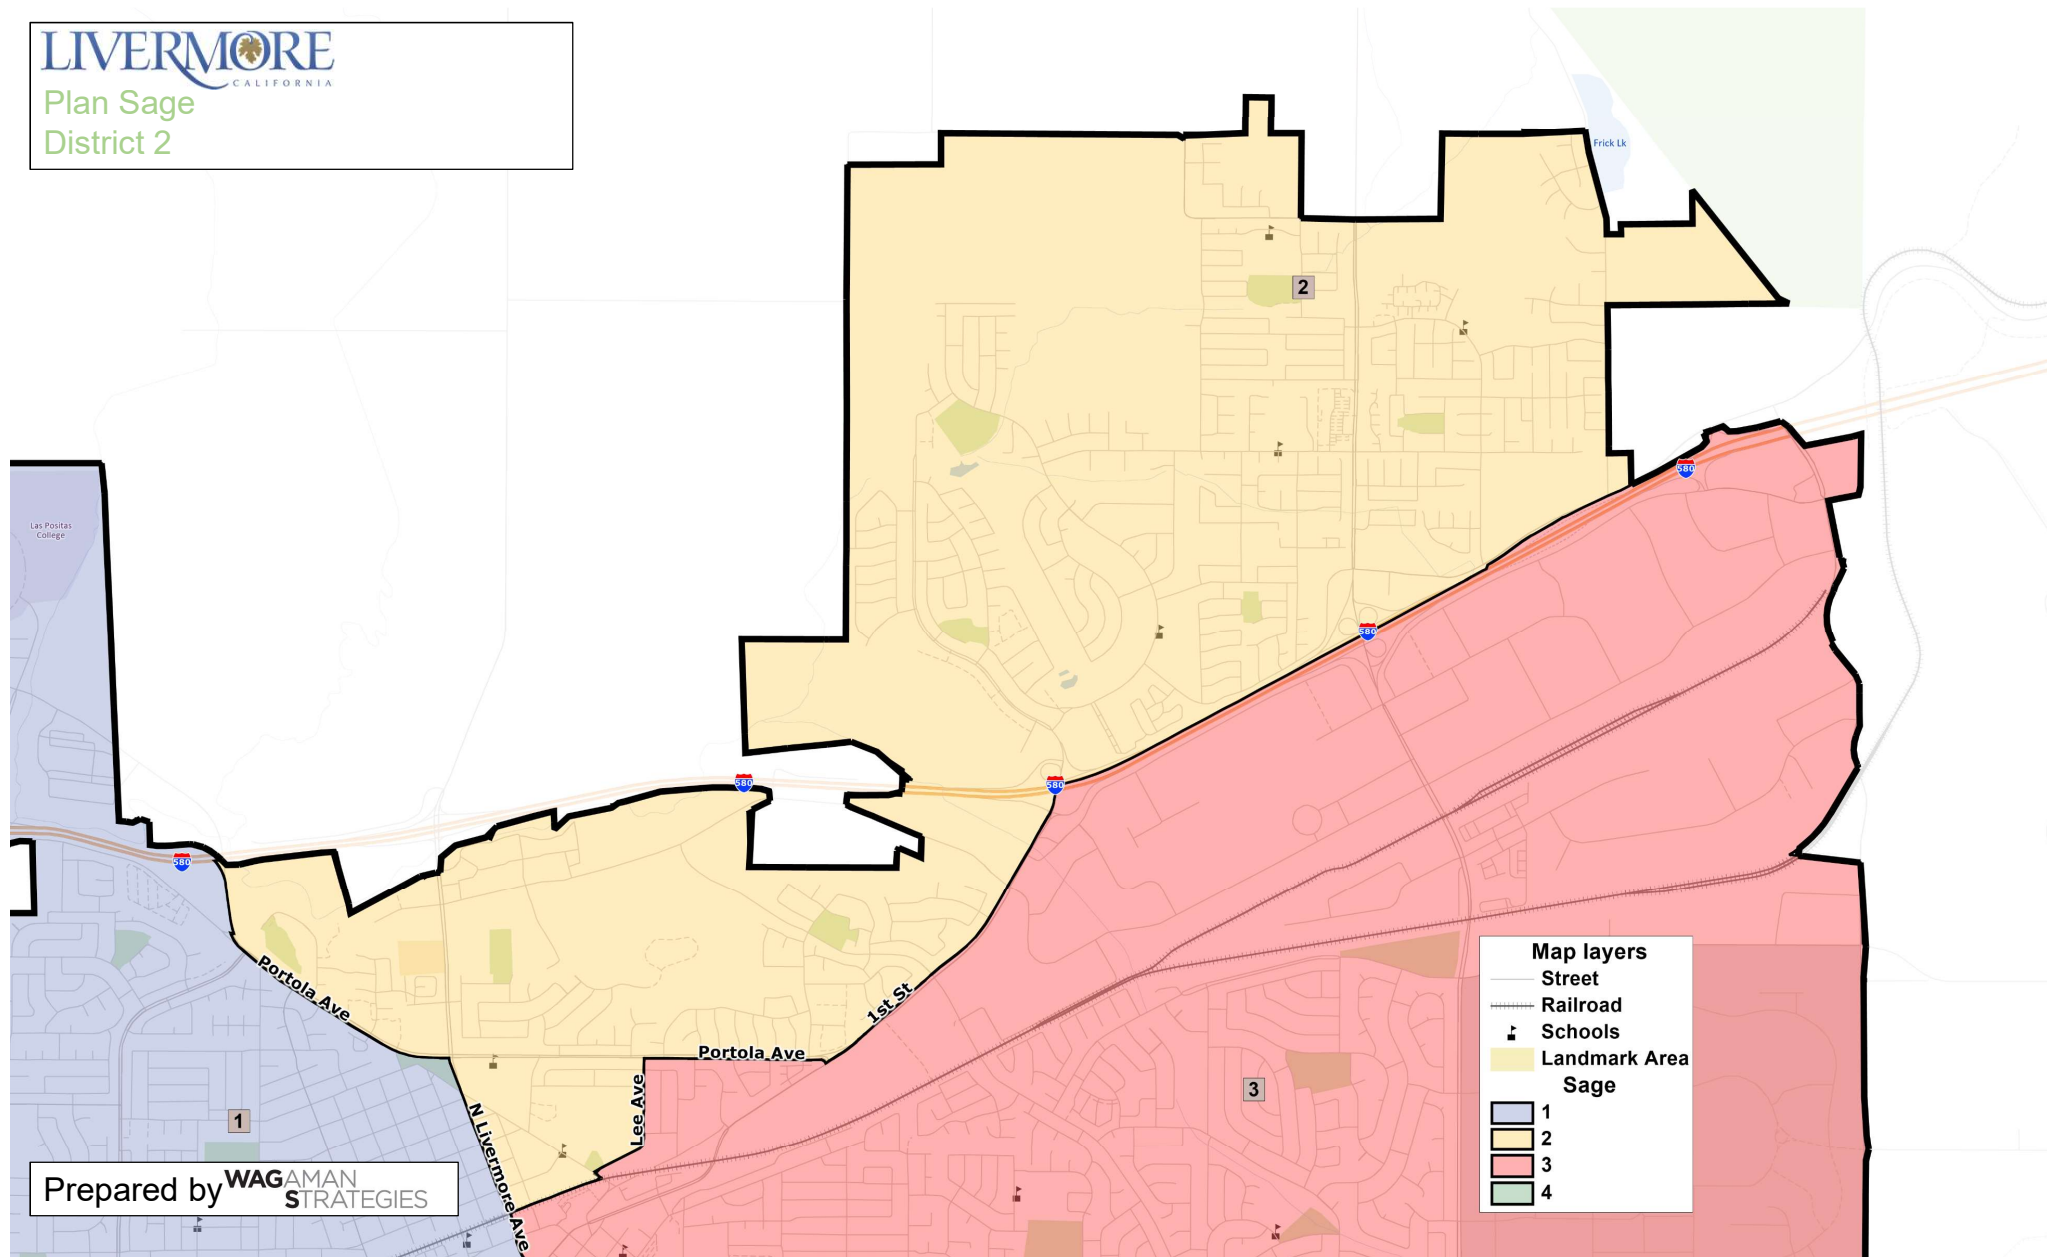 LIVERMORE
CALIFORNIA
Plan Sage
District 2
Frick Lk
2
580
Las Positas
College
580
580
580
580
Portola Ave
1st St
Portola Ave
Lee Ave
N Livermore Ave
N Livermore Ave
1
3
Map layers
Street
Railroad
Schools
Landmark Area
Sage
1
2
3
4
Prepared by WAGAMAN
STRATEGIES